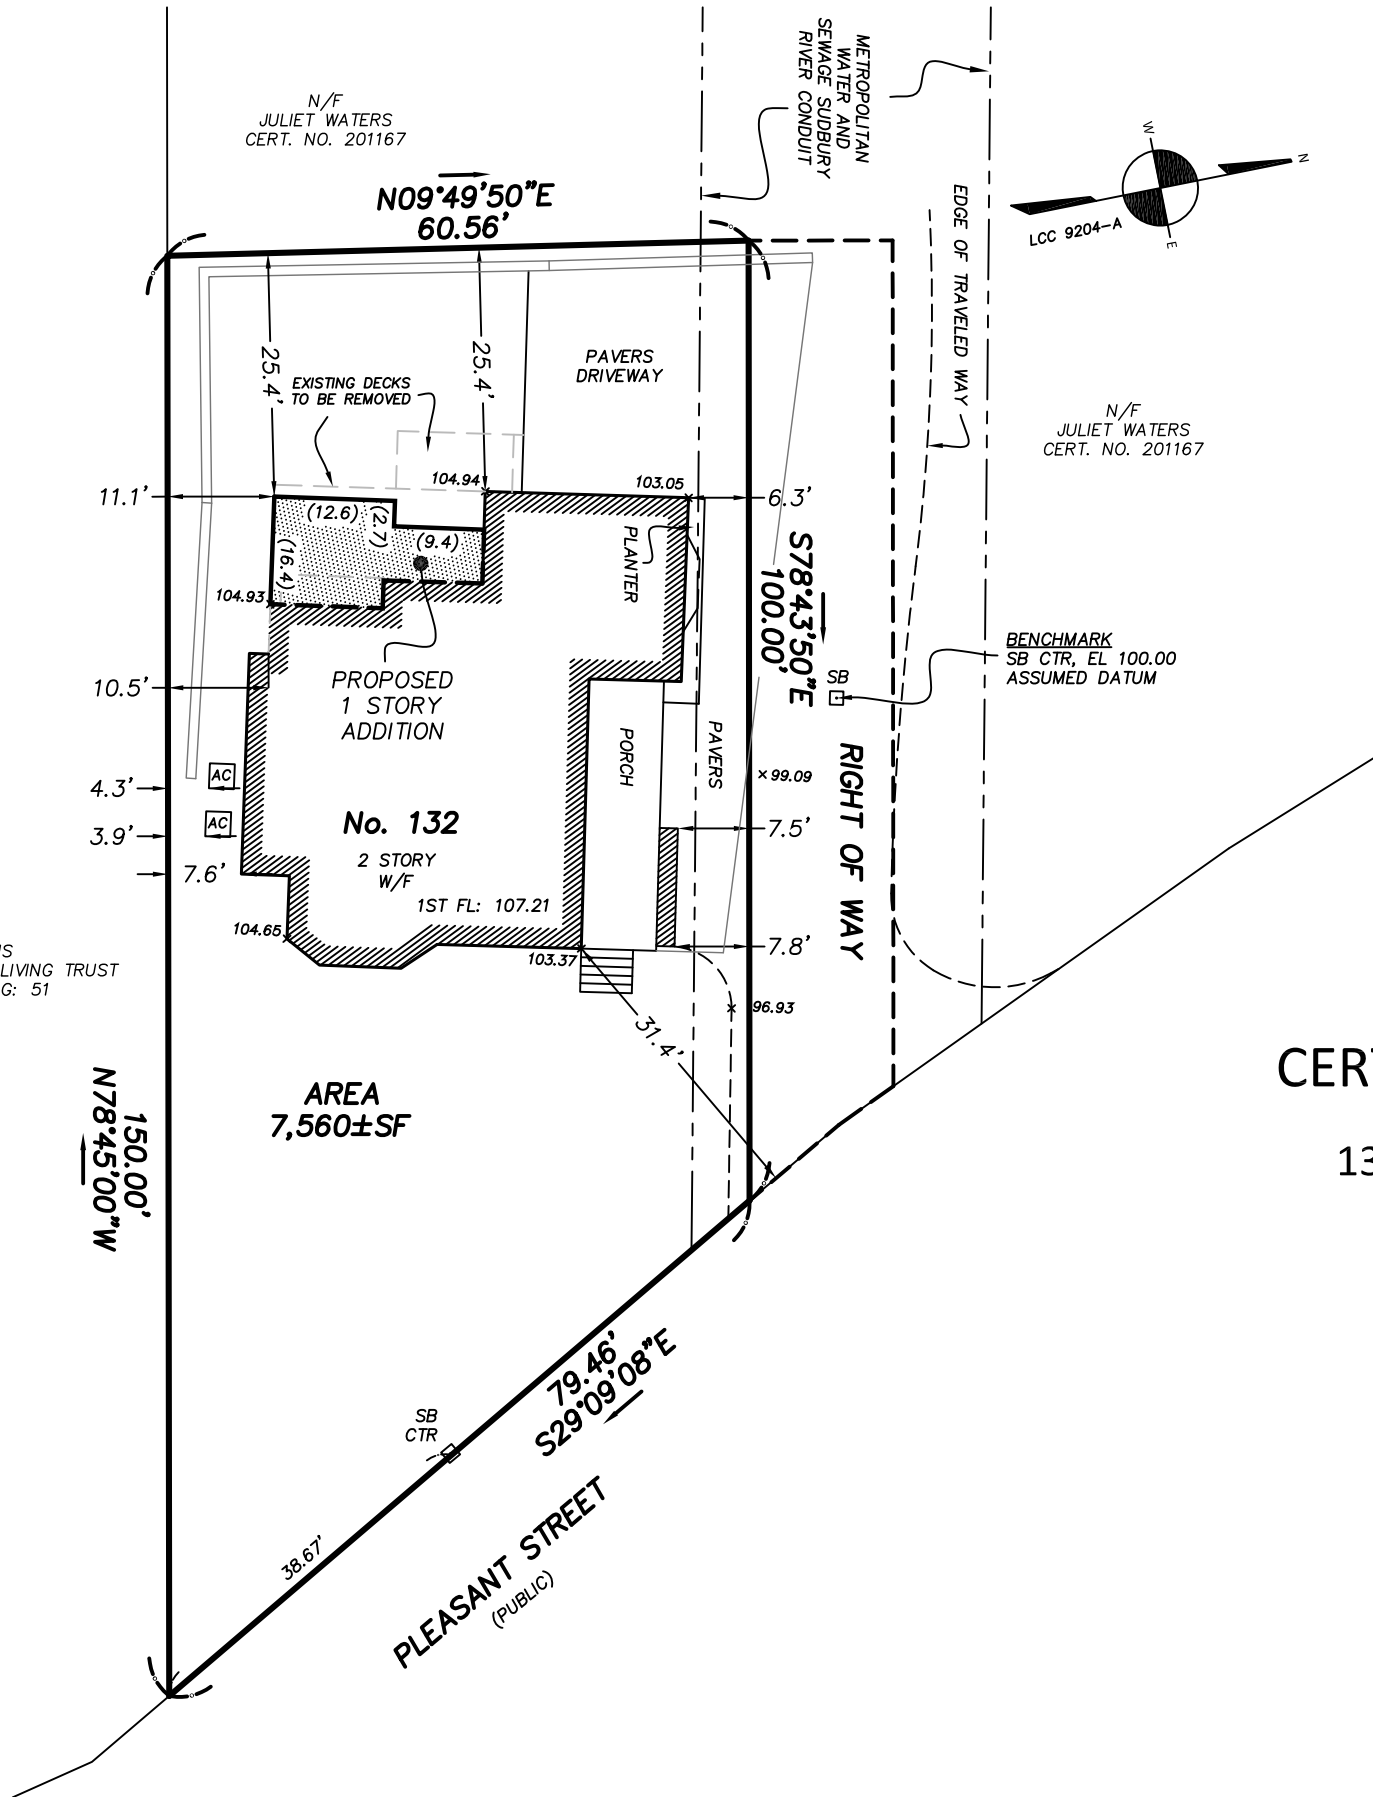 METROPOLITAN
WATER AND
SEWAGE SUDBURY
RIVER CONDUIT
N/F
JULIET WATERS
CERT. NO. 201167
W
N
E
LCC 9204-A
N09°49'50"E
60.56'
EDGE OF TRAVELED WAY
25.4'
25.4'
PAVERS
DRIVEWAY
EXISTING DECKS
TO BE REMOVED
N/F
JULIET WATERS
CERT. NO. 201167
104.94
103.05
11.1'
6.3'
(12.6)
(2.7)
(9.4)
(16.4)
PLANTER
S78°43'50"E
100.00'
104.93
BENCHMARK
SB CTR, EL 100.00
ASSUMED DATUM
SB
10.5'
PROPOSED
1 STORY
ADDITION
PORCH
PAVERS
RIGHT OF WAY
AC
4.3'
×99.09
AC
3.9'
No. 132
7.5'
2 STORY
W/F
7.6'
1ST FL: 107.21
104.65
103.37
7.8'
LIVING TRUST
G: 51
96.93
31.4'
AREA
7,560±SF
CERT
13
150.00'
N78°45'00"W
79.46'
S29°09'08"E
SB
CTR
38.67'
PLEASANT STREET
(PUBLIC)